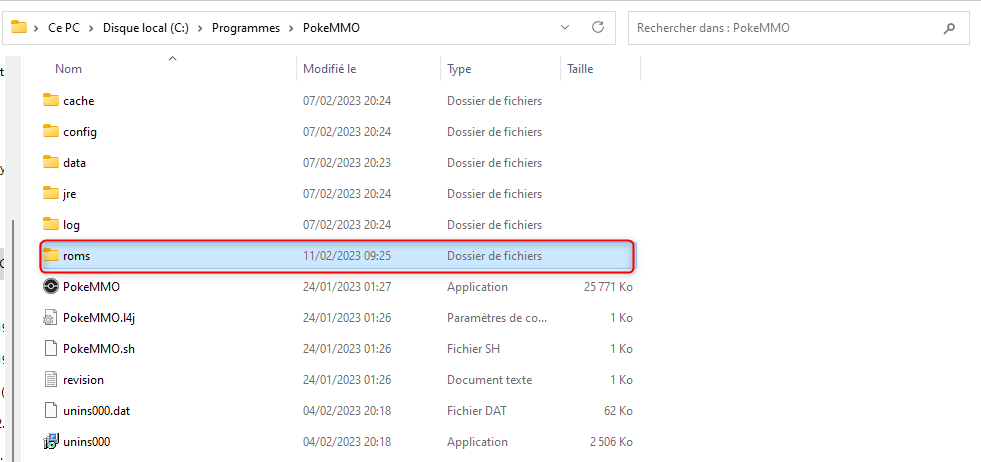 Ce PC > Disque local (C:) > Programmes > PokeMMO
Rechercher dans : PokeMMO
Nom Modifié le Type Taille
cache 07/02/2023 20:24 Dossier de fichiers
config 07/02/2023 20:24 Dossier de fichiers
data 07/02/2023 20:23 Dossier de fichiers
jre 07/02/2023 20:24 Dossier de fichiers
log 07/02/2023 20:24 Dossier de fichiers
roms 11/02/2023 09:25 Dossier de fichiers
PokeMMO 24/01/2023 01:27 Application 25 771 Ko
PokeMMO.l4j 24/01/2023 01:26 Paramètres de co... 1 Ko
PokeMMO.sh 24/01/2023 01:26 Fichier SH 1 Ko
revision 24/01/2023 01:26 Document texte 1 Ko
unins000.dat 04/02/2023 20:18 Fichier DAT 62 Ko
unins000 04/02/2023 20:18 Application 2 506 Ko